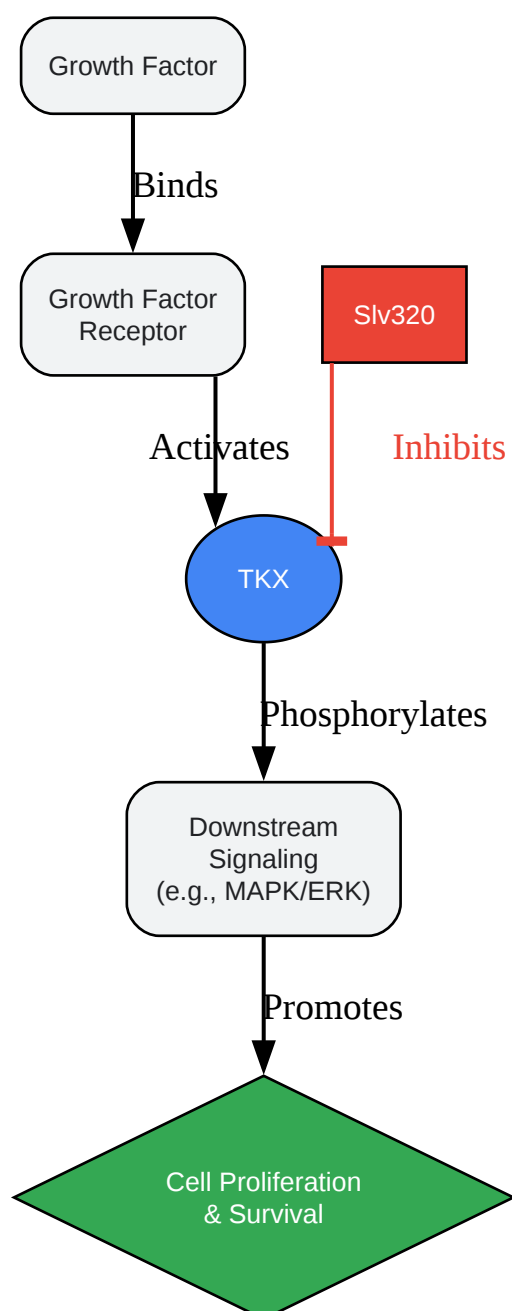 Growth Factor
Binds
Growth Factor
Receptor
Slv320
Activates
Inhibits
TKX
Phosphorylates
Downstream
Signaling
(e.g., MAPK/ERK)
Promotes
Cell Proliferation
& Survival